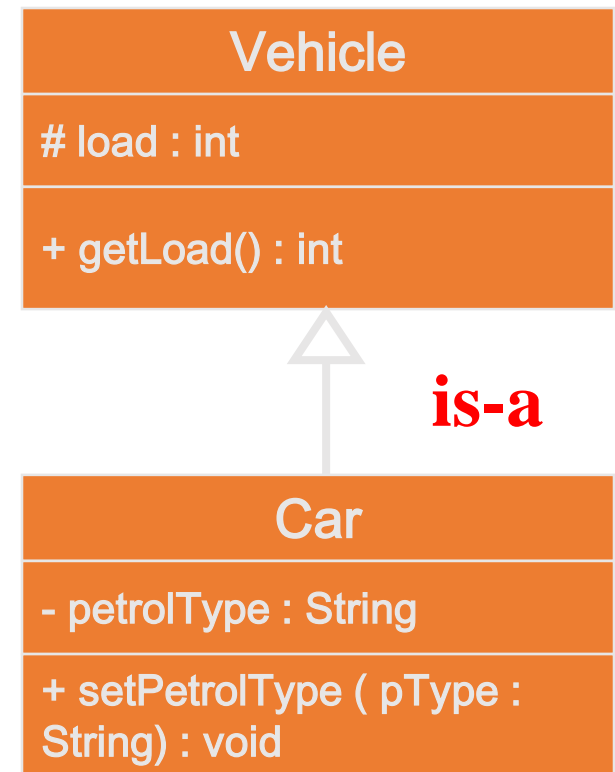 Vehicle
# load : int
+ getLoad() : int
is-a
Car
- petrolType : String
+ setPetrolType ( pType :
String) : void